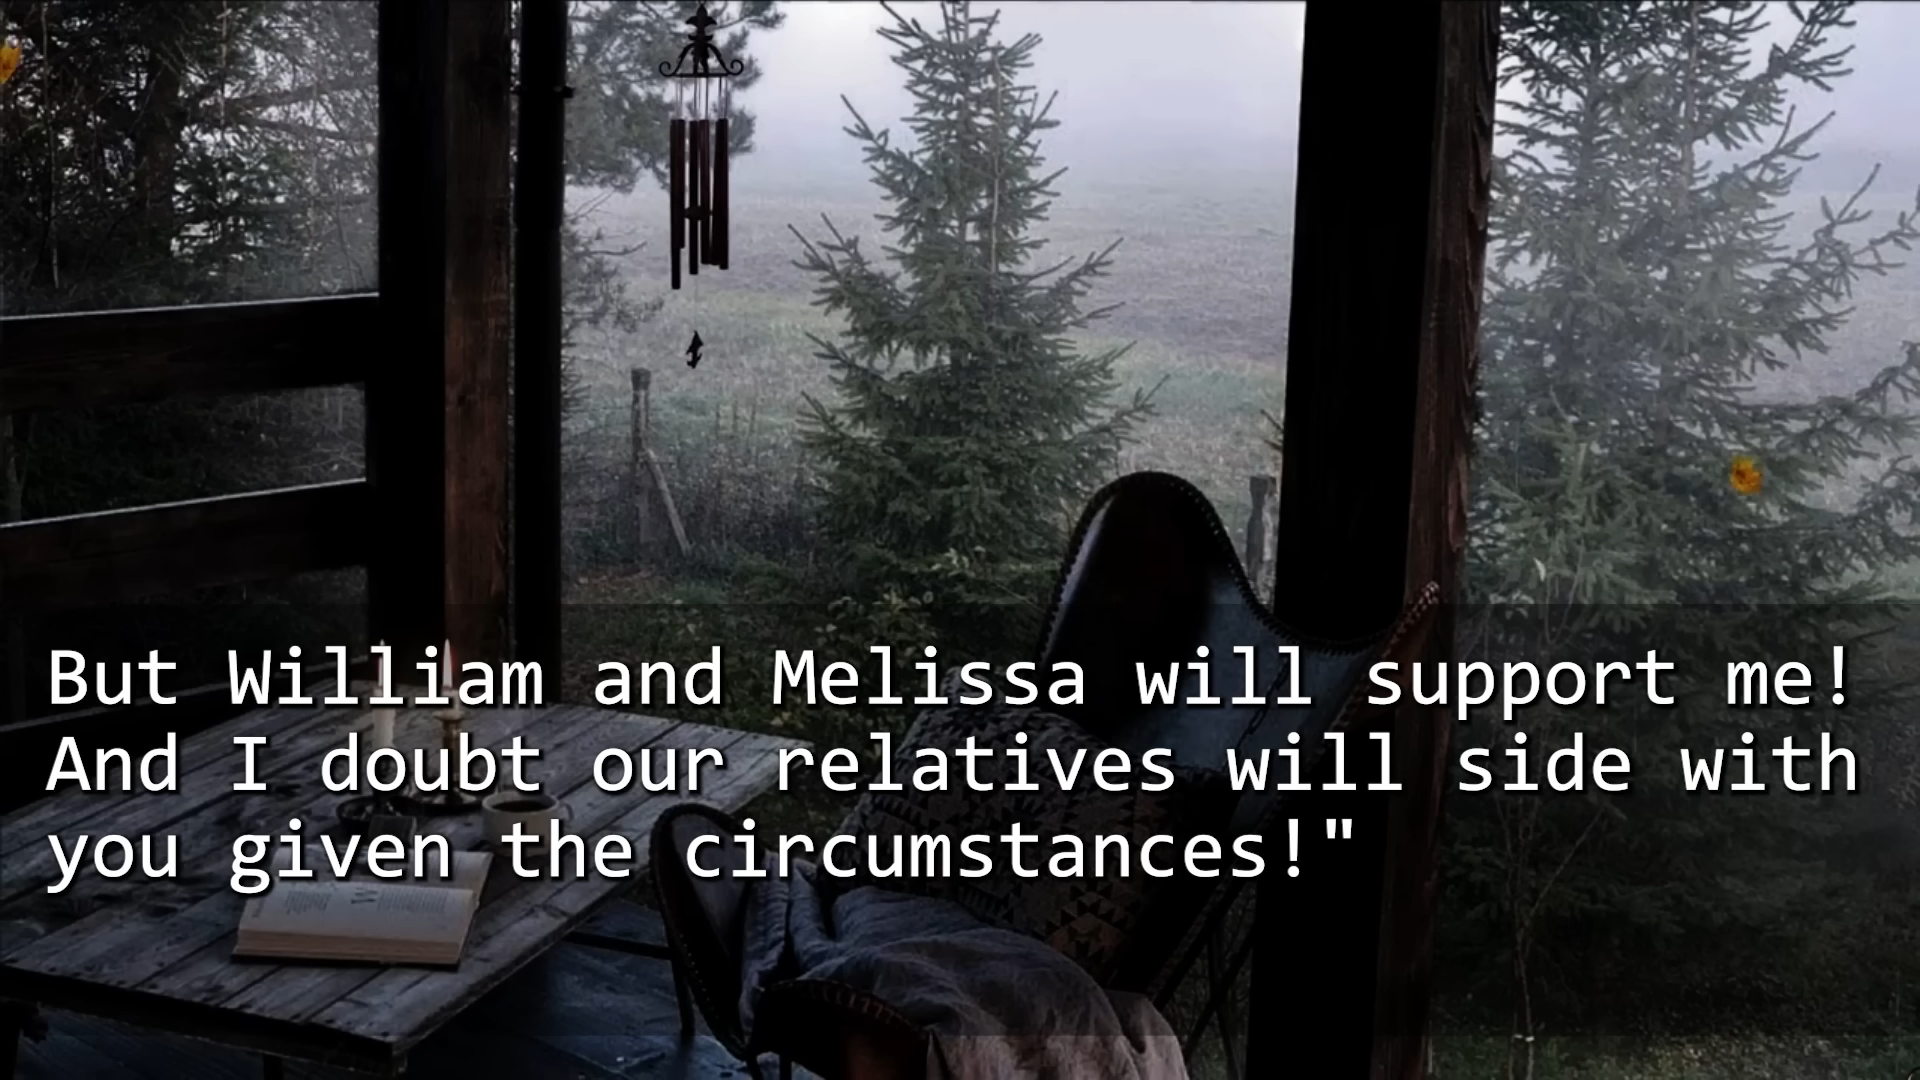 But William and Melissa will support me!
And I doubt our relatives will side with
you given the circumstances!"